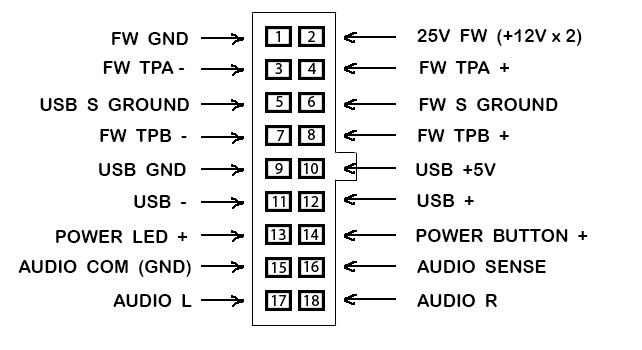 FW GND 1 2 25V FW (+12V x 2)
FW TPA - 3 4 FW TPA +
USB S GROUND 5 6 FW S GROUND
FW TPB - 7 8 FW TPB +
USB GND 9 10 USB +5V
USB - 11 12 USB +
POWER LED + 13 14 POWER BUTTON +
AUDIO COM (GND) 15 16 AUDIO SENSE
AUDIO L 17 18 AUDIO R